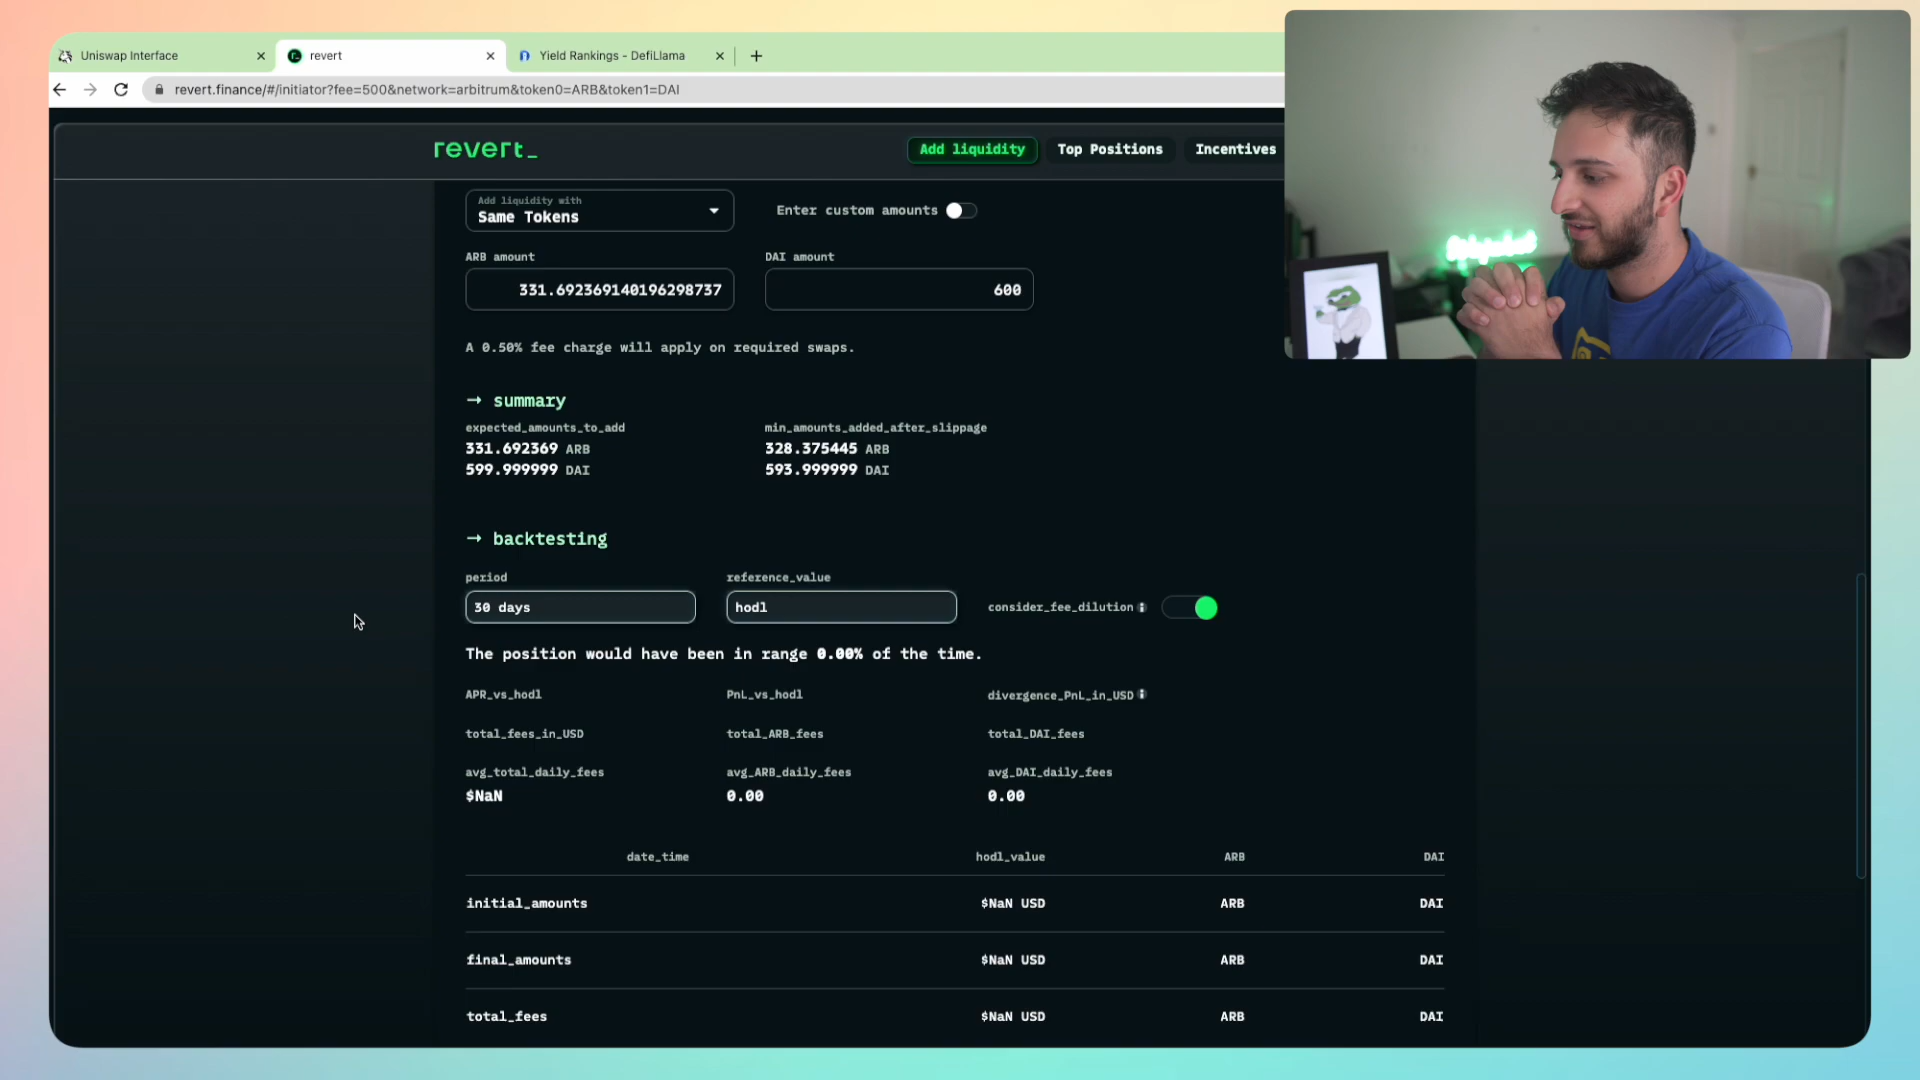 Uniswap Interface
revert
Yield Rankings - DefiLlama
revert.finance/#/initiator?fee=500&network=arbitrum&token0=ARB&token1=DAI
revert_
Add liquidity
Top Positions
Incentives
Add liquidity with
Same Tokens
Enter custom amounts
ARB amount
DAI amount
331.692369140196298737
600
A 0.50% fee charge will apply on required swaps.
→ summary
expected_amounts_to_add
min_amounts_added_after_slippage
331.692369 ARB
328.375445 ARB
599.999999 DAI
593.999999 DAI
→ backtesting
period
reference_value
30 days
hodl
consider_fee_dilution
The position would have been in range 0.00% of the time.
APR_vs_hodl
PnL_vs_hodl
divergence_PnL_in_USD
total_fees_in_USD
total_ARB_fees
total_DAI_fees
avg_total_daily_fees
avg_ARB_daily_fees
avg_DAI_daily_fees
$NaN
0.00
0.00
date_time
hodl_value
ARB
DAI
initial_amounts
$NaN USD
ARB
DAI
final_amounts
$NaN USD
ARB
DAI
total_fees
$NaN USD
ARB
DAI